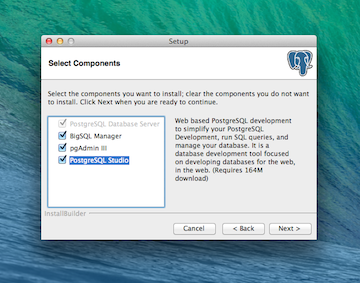 Setup
Select Components
Select the components you want to install; clear the components you do not want
to install. Click Next when you are ready to continue.
PostgreSQL Database Server
BigSQL Manager
pgAdmin III
PostgreSQL Studio
Web based PostgreSQL development
to simplify your PostgreSQL
Development, run SQL queries, and
manage your database. It is a
database development tool focused
on developing databases for the web,
in the web. (Requires 164M
download)
InstallBuilder
Cancel
< Back
Next >